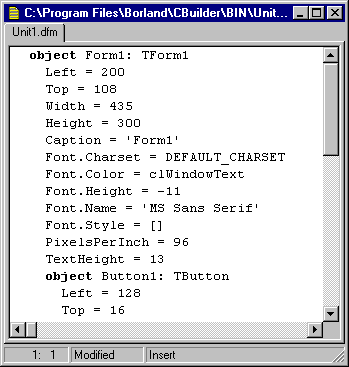 C:\Program Files\Borland\CBuilder\BIN\Unit...
Unit1.dfm
object Form1: TForm1
Left = 200
Top = 108
Width = 435
Height = 300
Caption = 'Form1'
Font.Charset = DEFAULT_CHARSET
Font.Color = clWindowText
Font.Height = -11
Font.Name = 'MS Sans Serif'
Font.Style = []
PixelsPerInch = 96
TextHeight = 13
object Button1: TButton
Left = 128
Top = 16
1: 1 Modified Insert